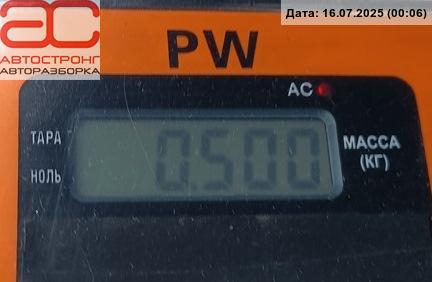 Дата: 16.07.2025 (00:06)
АС
АВТОСТРОНГ
АВТОРАЗБОРКА
PW
AC
ТАРА
НОЛЬ
0.500
МАССА
(КГ)